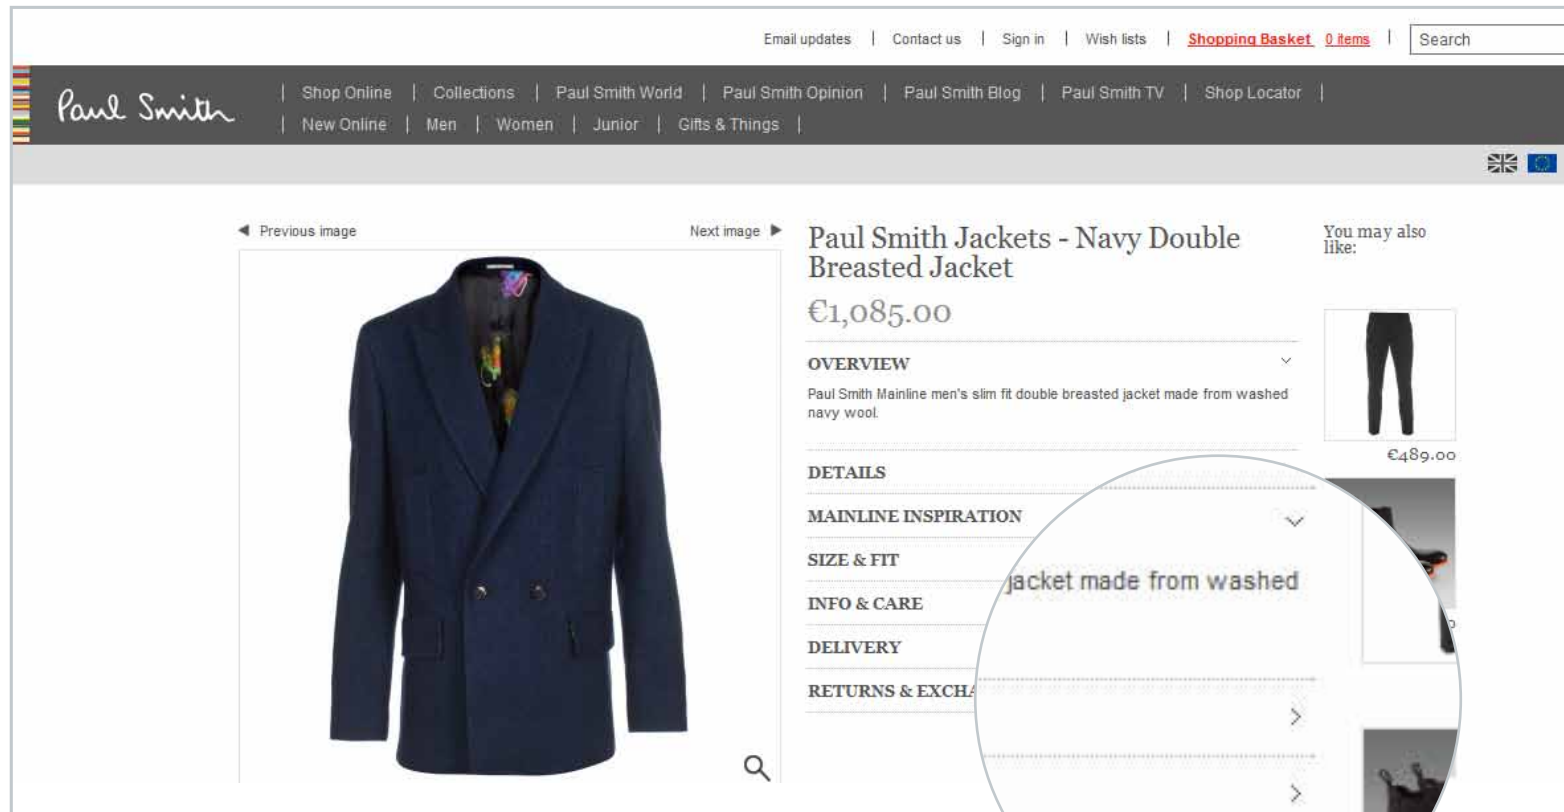 Email updates | Contact us | Sign in | Wish lists | Shopping Basket 0 items | Search
Paul Smith
| Shop Online | Collections | Paul Smith World | Paul Smith Opinion | Paul Smith Blog | Paul Smith TV | Shop Locator |
| New Online | Men | Women | Junior | Gifts & Things |
Previous image
Next image
Paul Smith Jackets - Navy Double
Breasted Jacket
€1,085.00
OVERVIEW
Paul Smith Mainline men's slim fit double breasted jacket made from washed
navy wool.
DETAILS
MAINLINE INSPIRATION
SIZE & FIT
INFO & CARE
DELIVERY
RETURNS & EXCHA
jacket made from washed
You may also
like:
€489.00